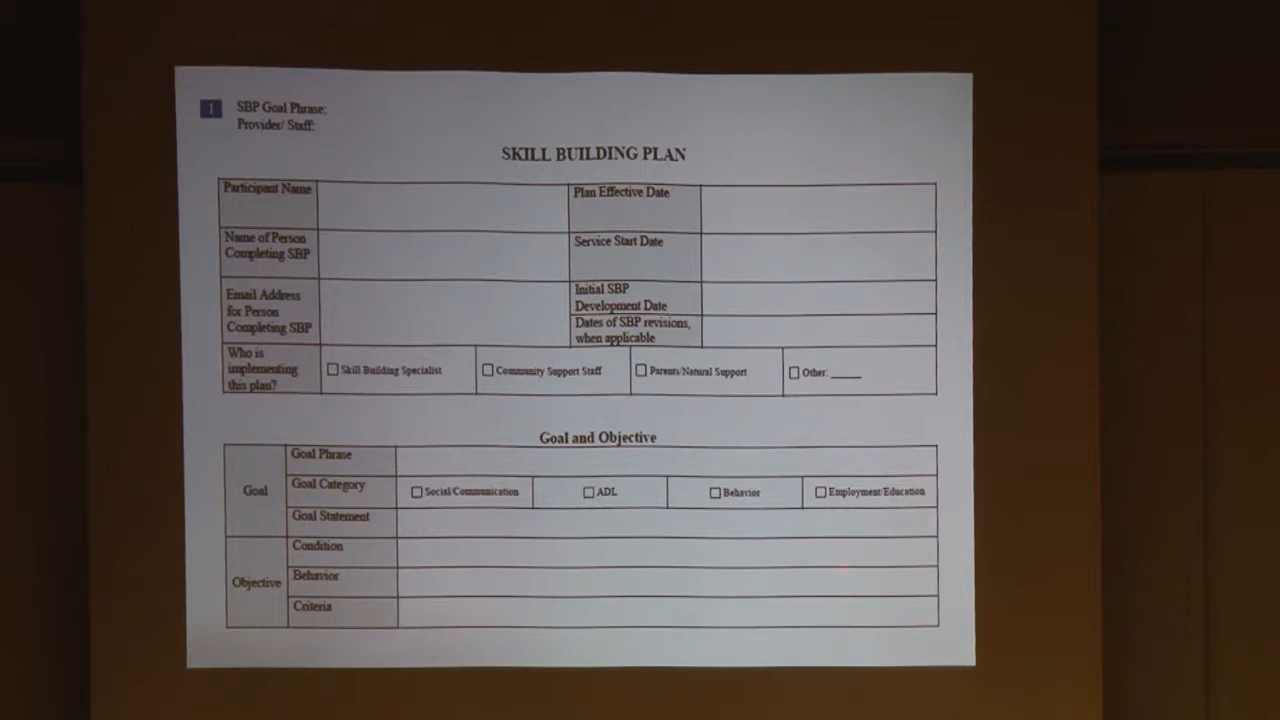 1
SBP Goal Phrase:
Provider/ Staff:
SKILL BUILDING PLAN
Participant Name
Plan Effective Date
Name of Person
Completing SBP
Service Start Date
Email Address
for Person
Completing SBP
Initial SBP
Development Date
Dates of SBP revisions,
when applicable
Who is
implementing
this plan?
☐ Skill Building Specialist
☐ Community Support Staff
☐ Parents/Natural Support
☐ Other: _____
Goal and Objective
Goal
Goal Phrase
Goal Category
☐ Social/Communication
☐ ADL
☐ Behavior
☐ Employment/Education
Goal Statement
Objective
Condition
Behavior
Criteria